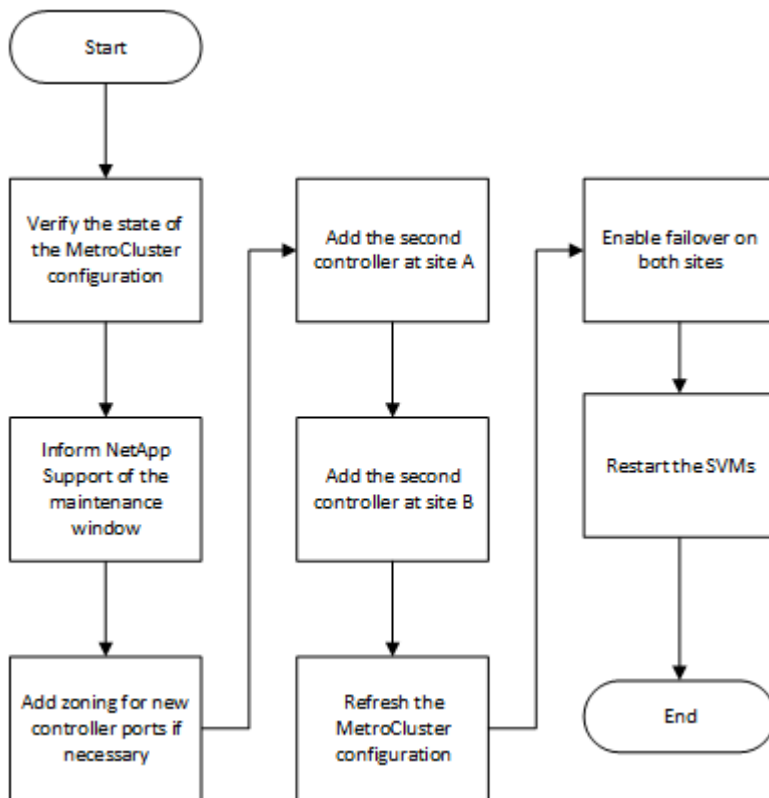 Start
Verify the state of
the MetroCluster
configuration
Inform NetApp
Support of the
maintenance
window
Add zoning for new
controller ports if
necessary
Add the second
controller at site A
Add the second
controller at site B
Refresh the
MetroCluster
configuration
Enable failover on
both sites
Restart the SVMs
End